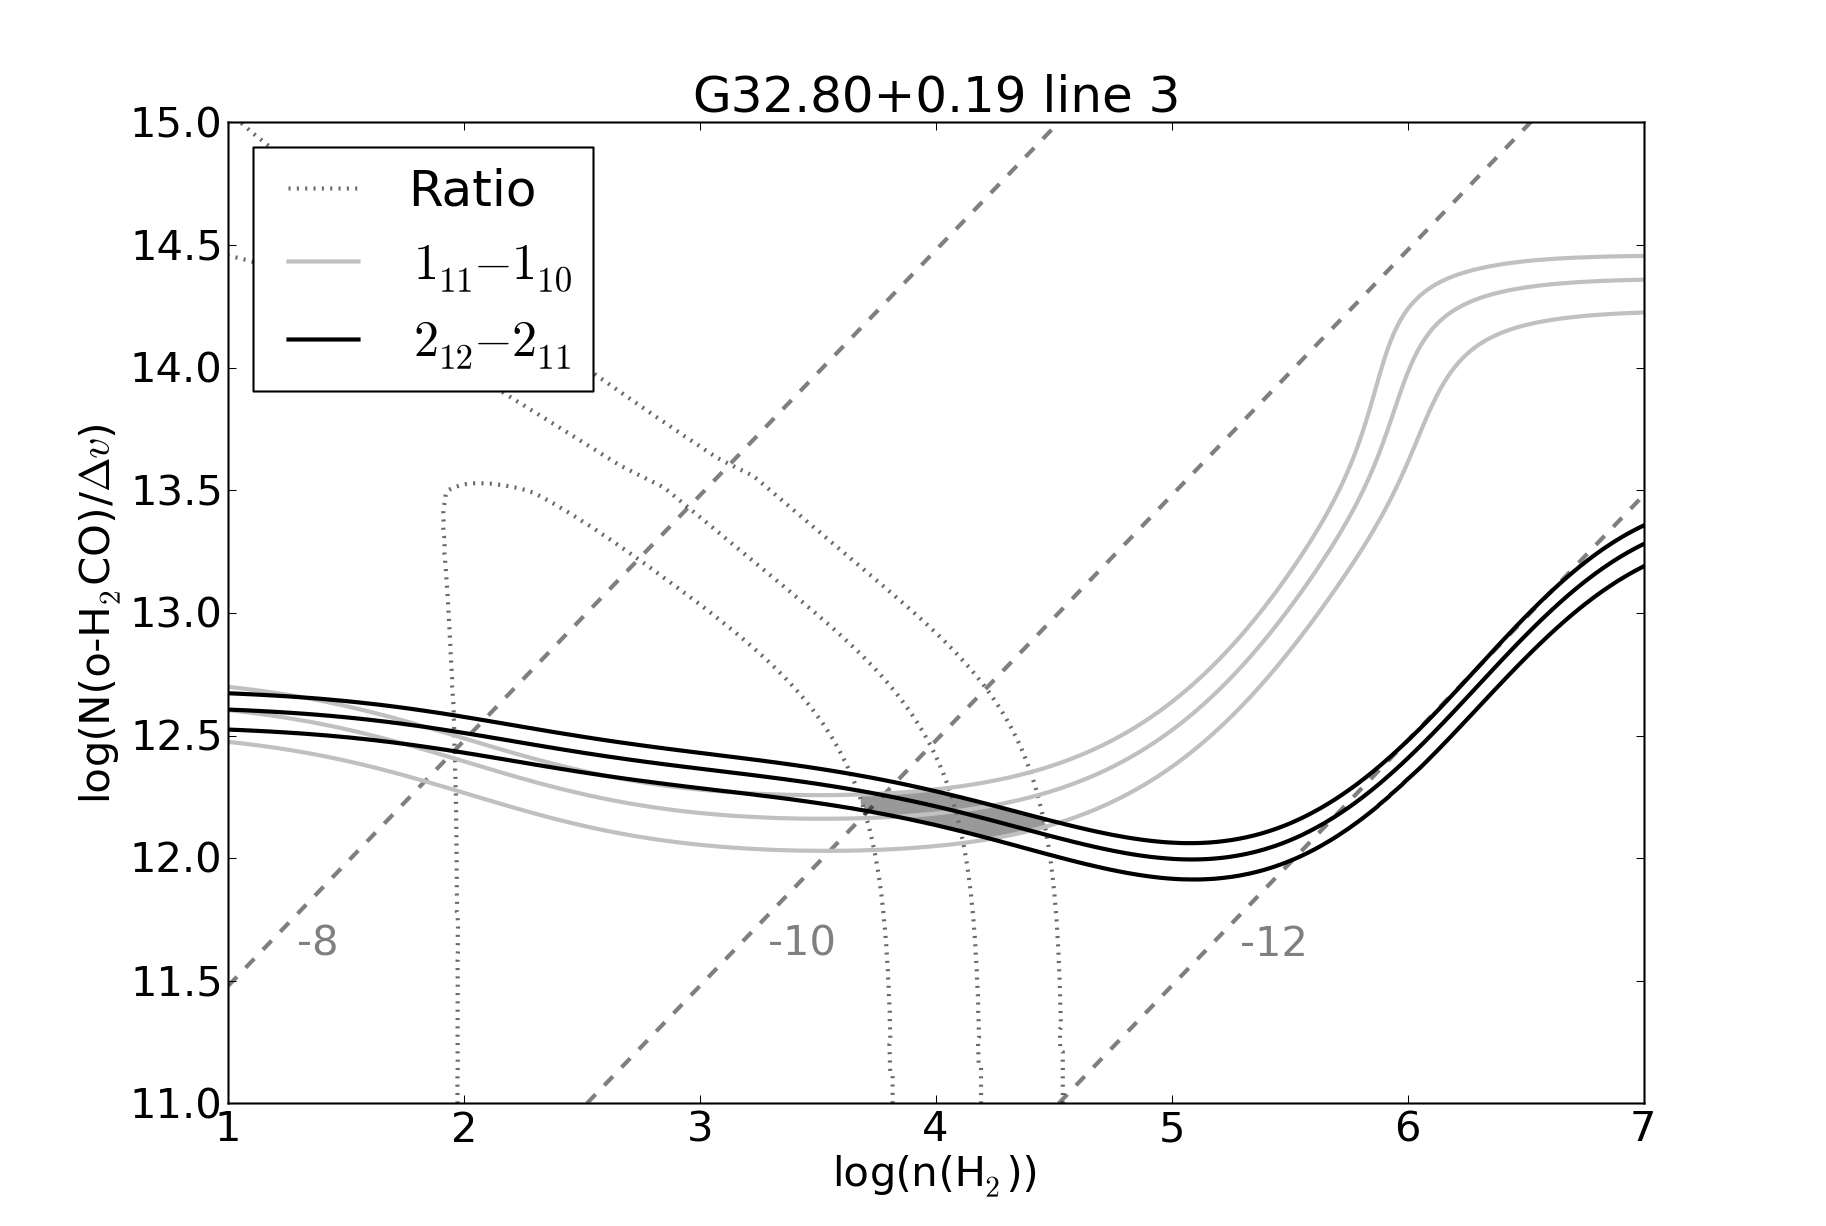 G32.80+0.19 line 3
15.0
14.5
14.0
13.5
13.0
12.5
12.0
11.5
11.0
log(N(o-H₂CO)/Δv)
Ratio
1₁₁−1₁₀
2₁₂−2₁₁
-8
-10
-12
1 2 3 4 5 6 7
log(n(H₂))